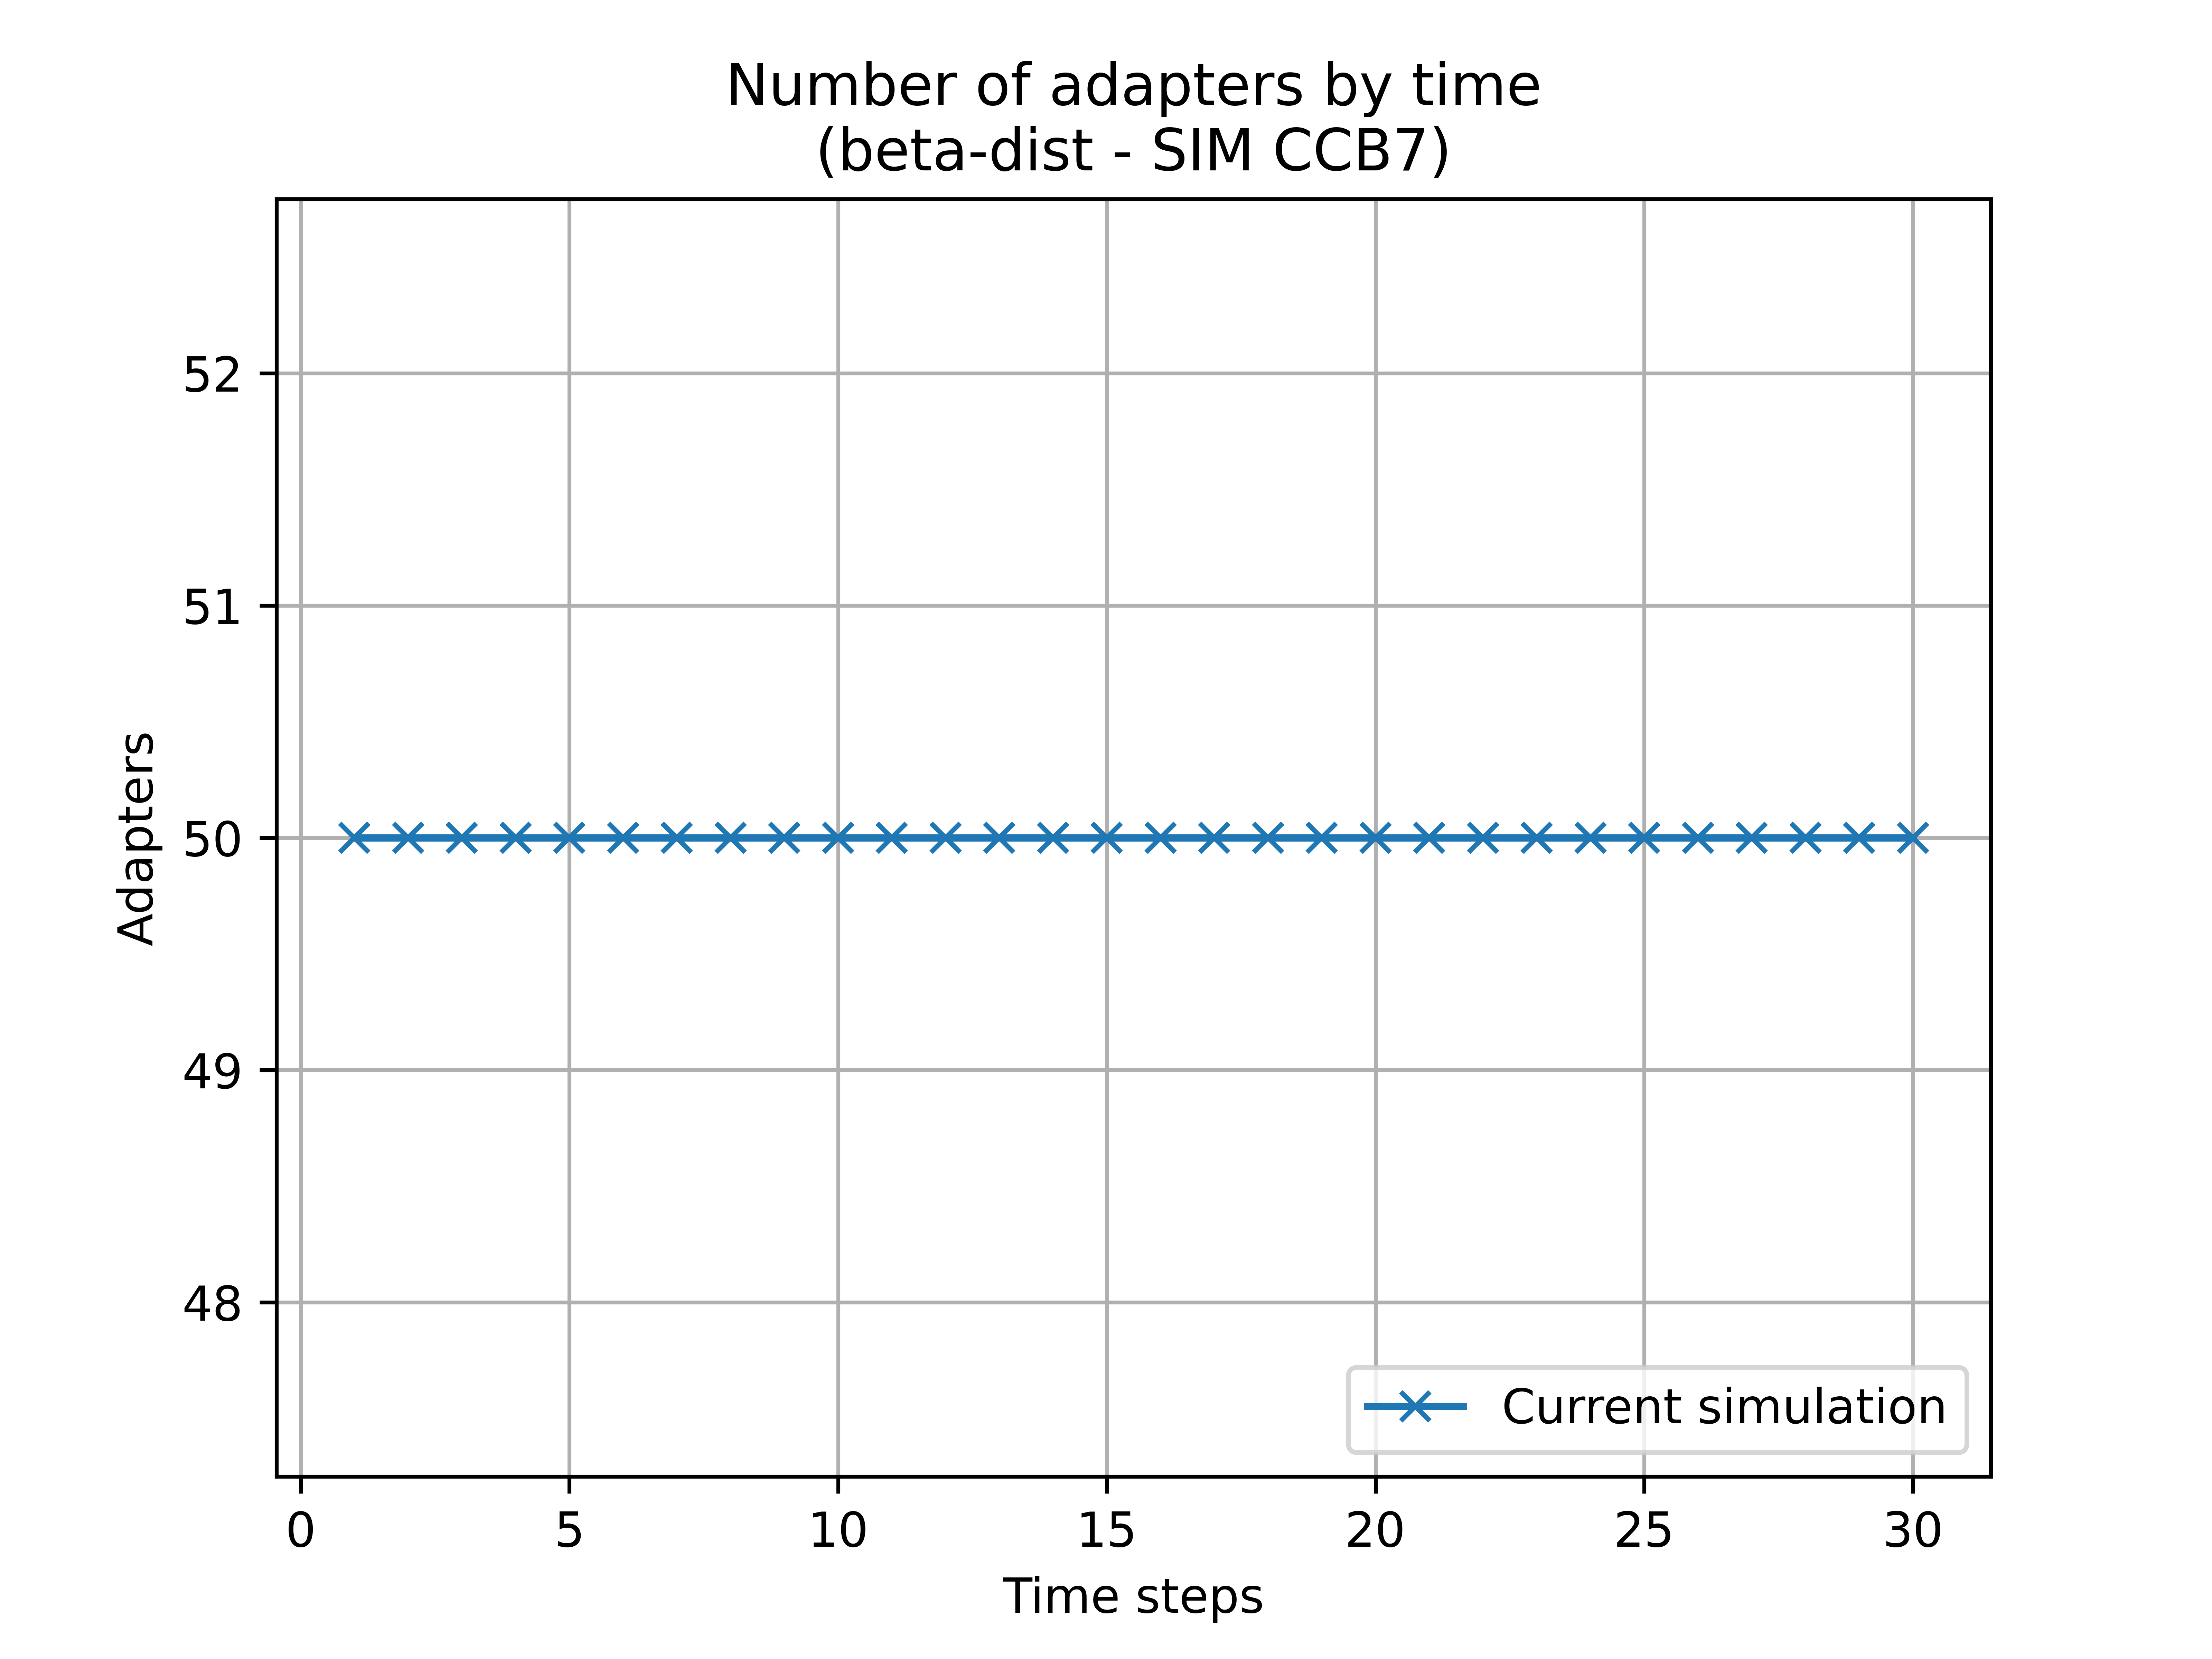 Number of adapters by time
(beta-dist - SIM CCB7)
Adapters
52
51
50
49
48
Current simulation
0 5 10 15 20 25 30
Time steps